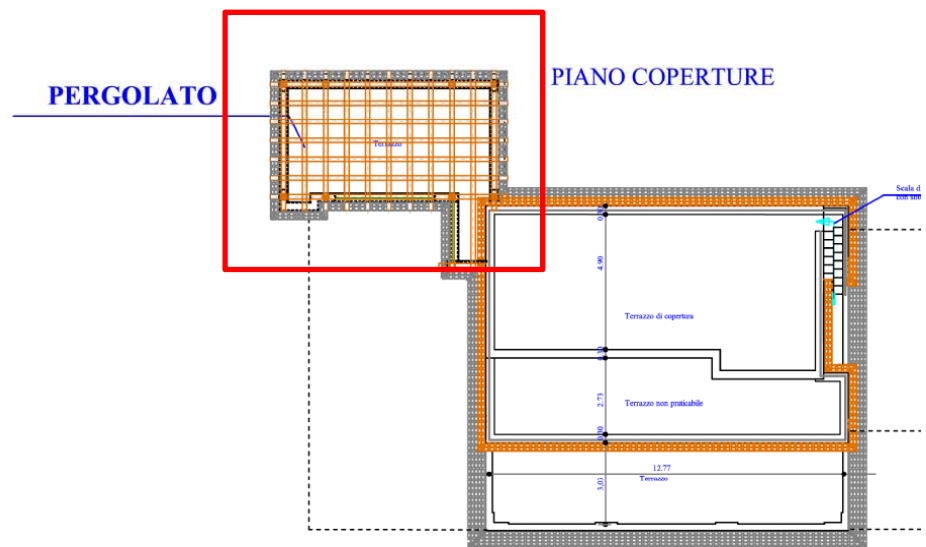 PIANO COPERTURE
PERGOLATO
Terrazzo
Scala d
4.90
Terrazzo di copertura
2.73
Terrazzo non praticabile
12.77
Terrazzo